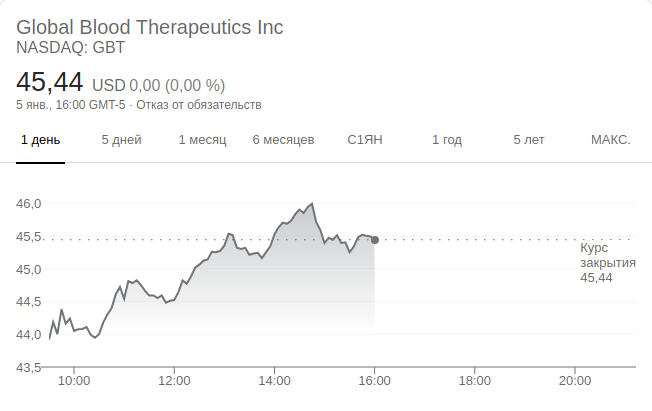 Global Blood Therapeutics Inc
NASDAQ: GBT
45,44 USD 0,00 (0,00 %)
5 янв., 16:00 GMT-5 · Отказ от обязательств
1 день 5 дней 1 месяц 6 месяцев С1ЯН 1 год 5 лет МАКС.
46,0
45,5
Курс
закрытия
45,44
45,0
44,5
44,0
43,5
10:00 12:00 14:00 16:00 18:00 20:00